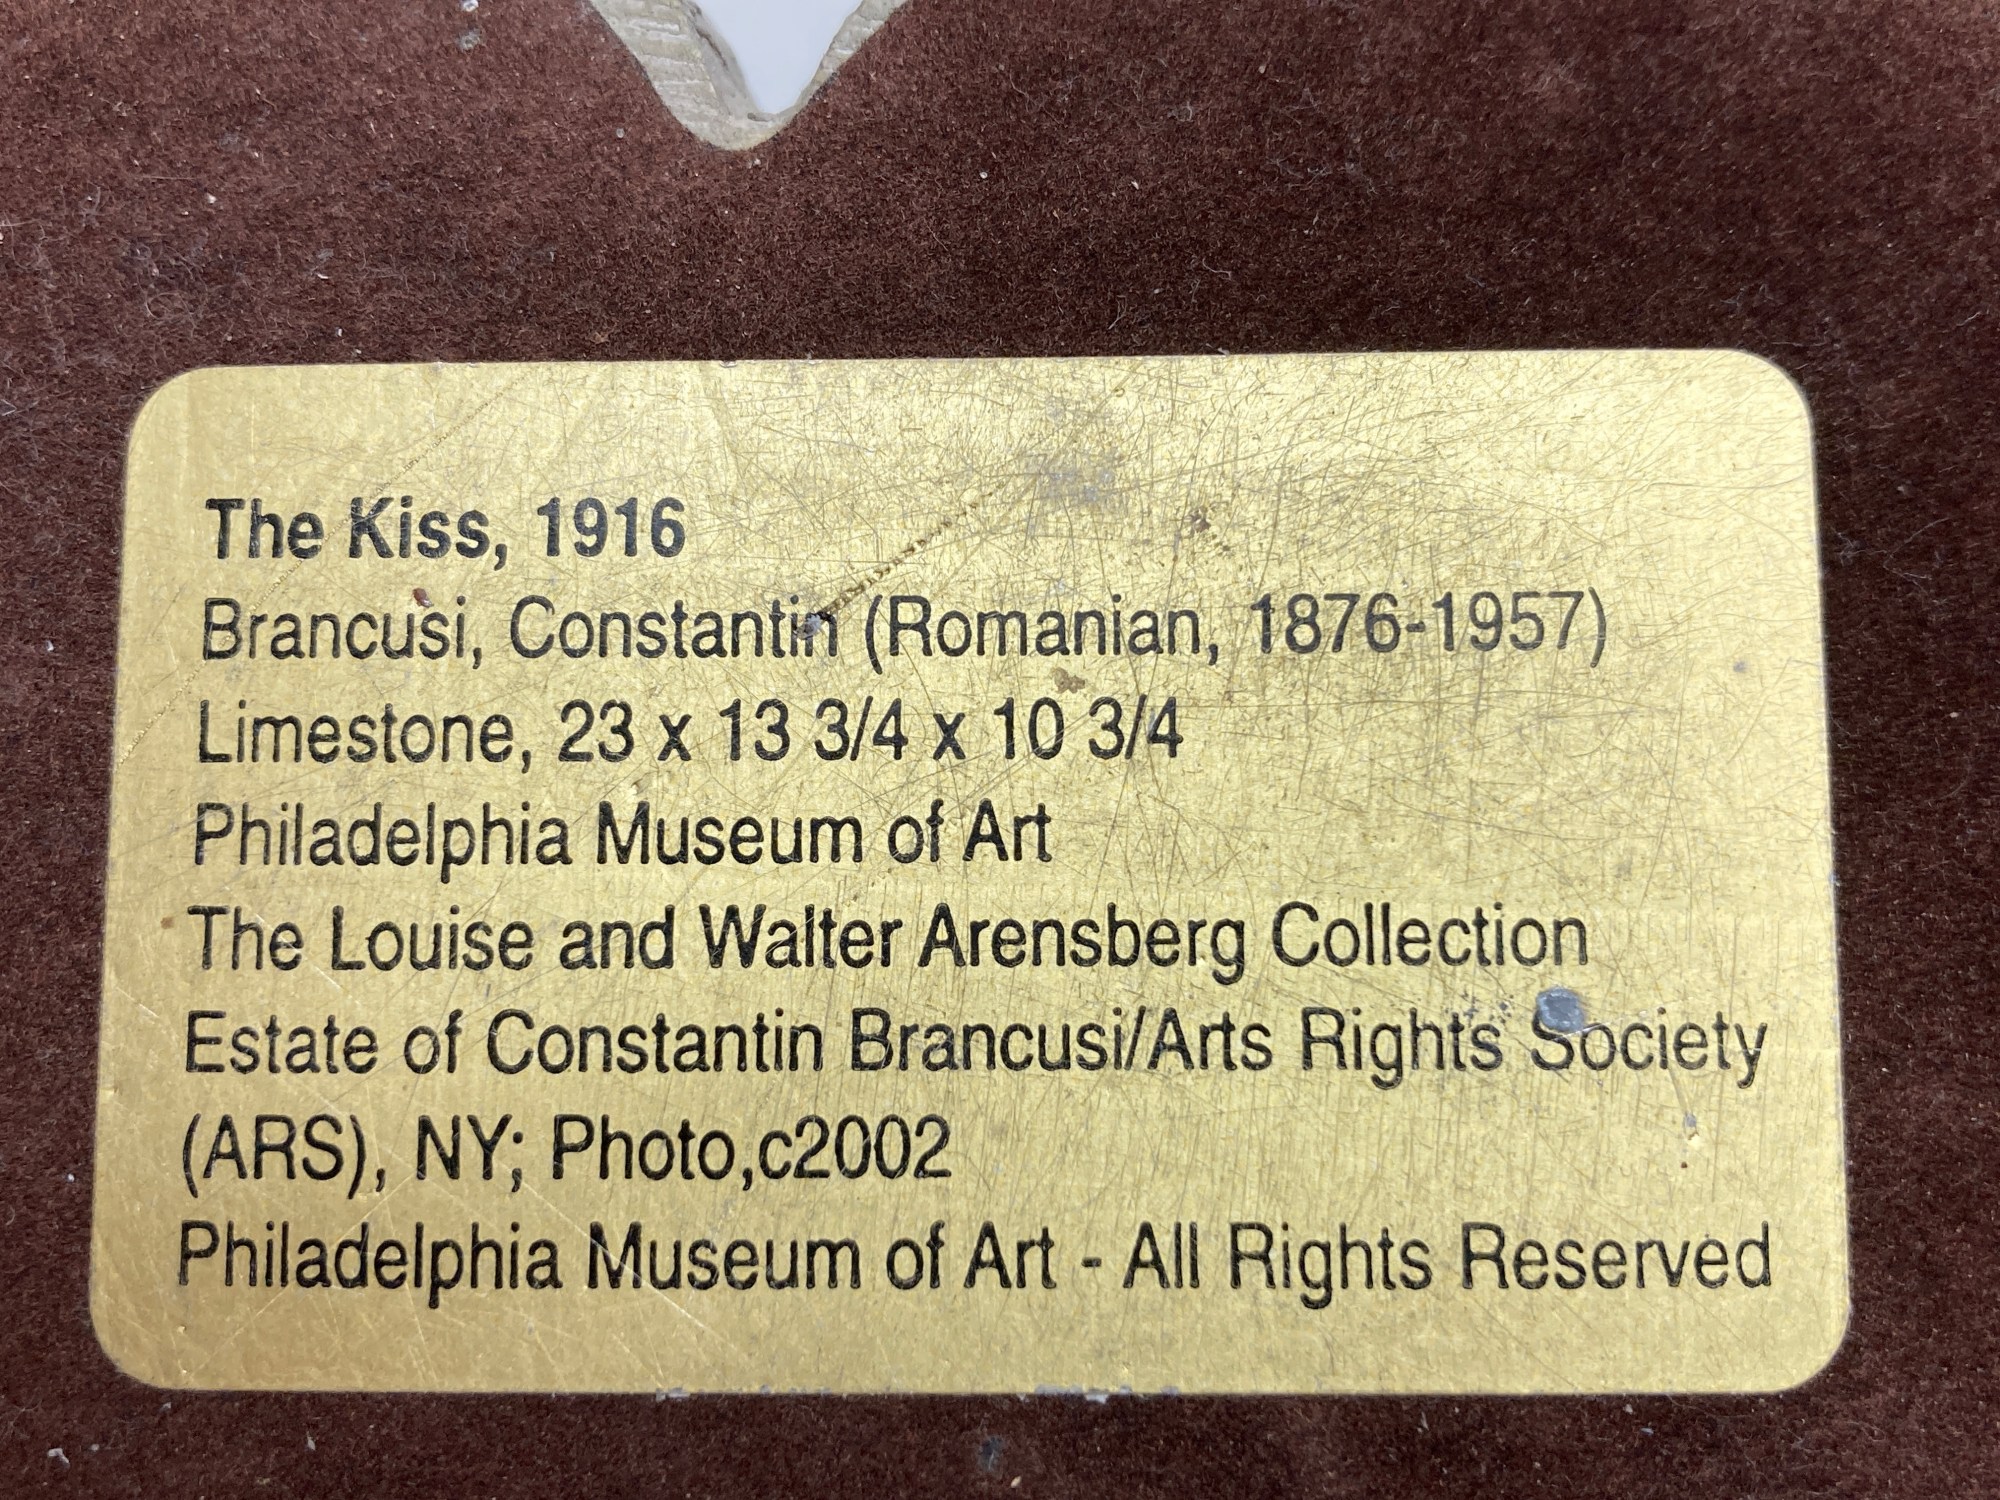 The Kiss, 1916
Brancusi, Constantin (Romanian, 1876-1957)
Limestone, 23 x 13 3/4 x 10 3/4
Philadelphia Museum of Art
The Louise and Walter Arensberg Collection
Estate of Constantin Brancusi/Arts Rights Society
(ARS), NY; Photo,c2002
Philadelphia Museum of Art - All Rights Reserved